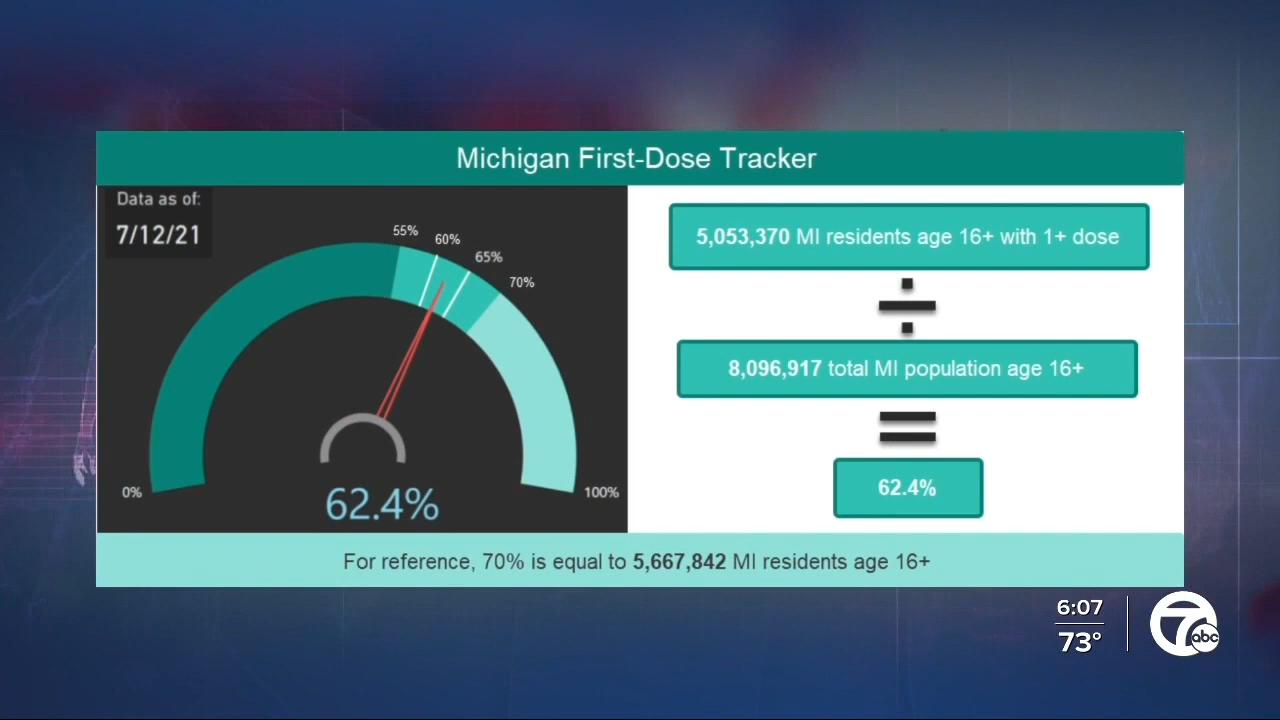 Michigan First-Dose Tracker
Data as of:
7/12/21
55%
60%
65%
70%
0%
100%
62.4%
5,053,370 MI residents age 16+ with 1+ dose
÷
8,096,917 total MI population age 16+
=
62.4%
For reference, 70% is equal to 5,667,842 MI residents age 16+
6:07
73°
7 abc